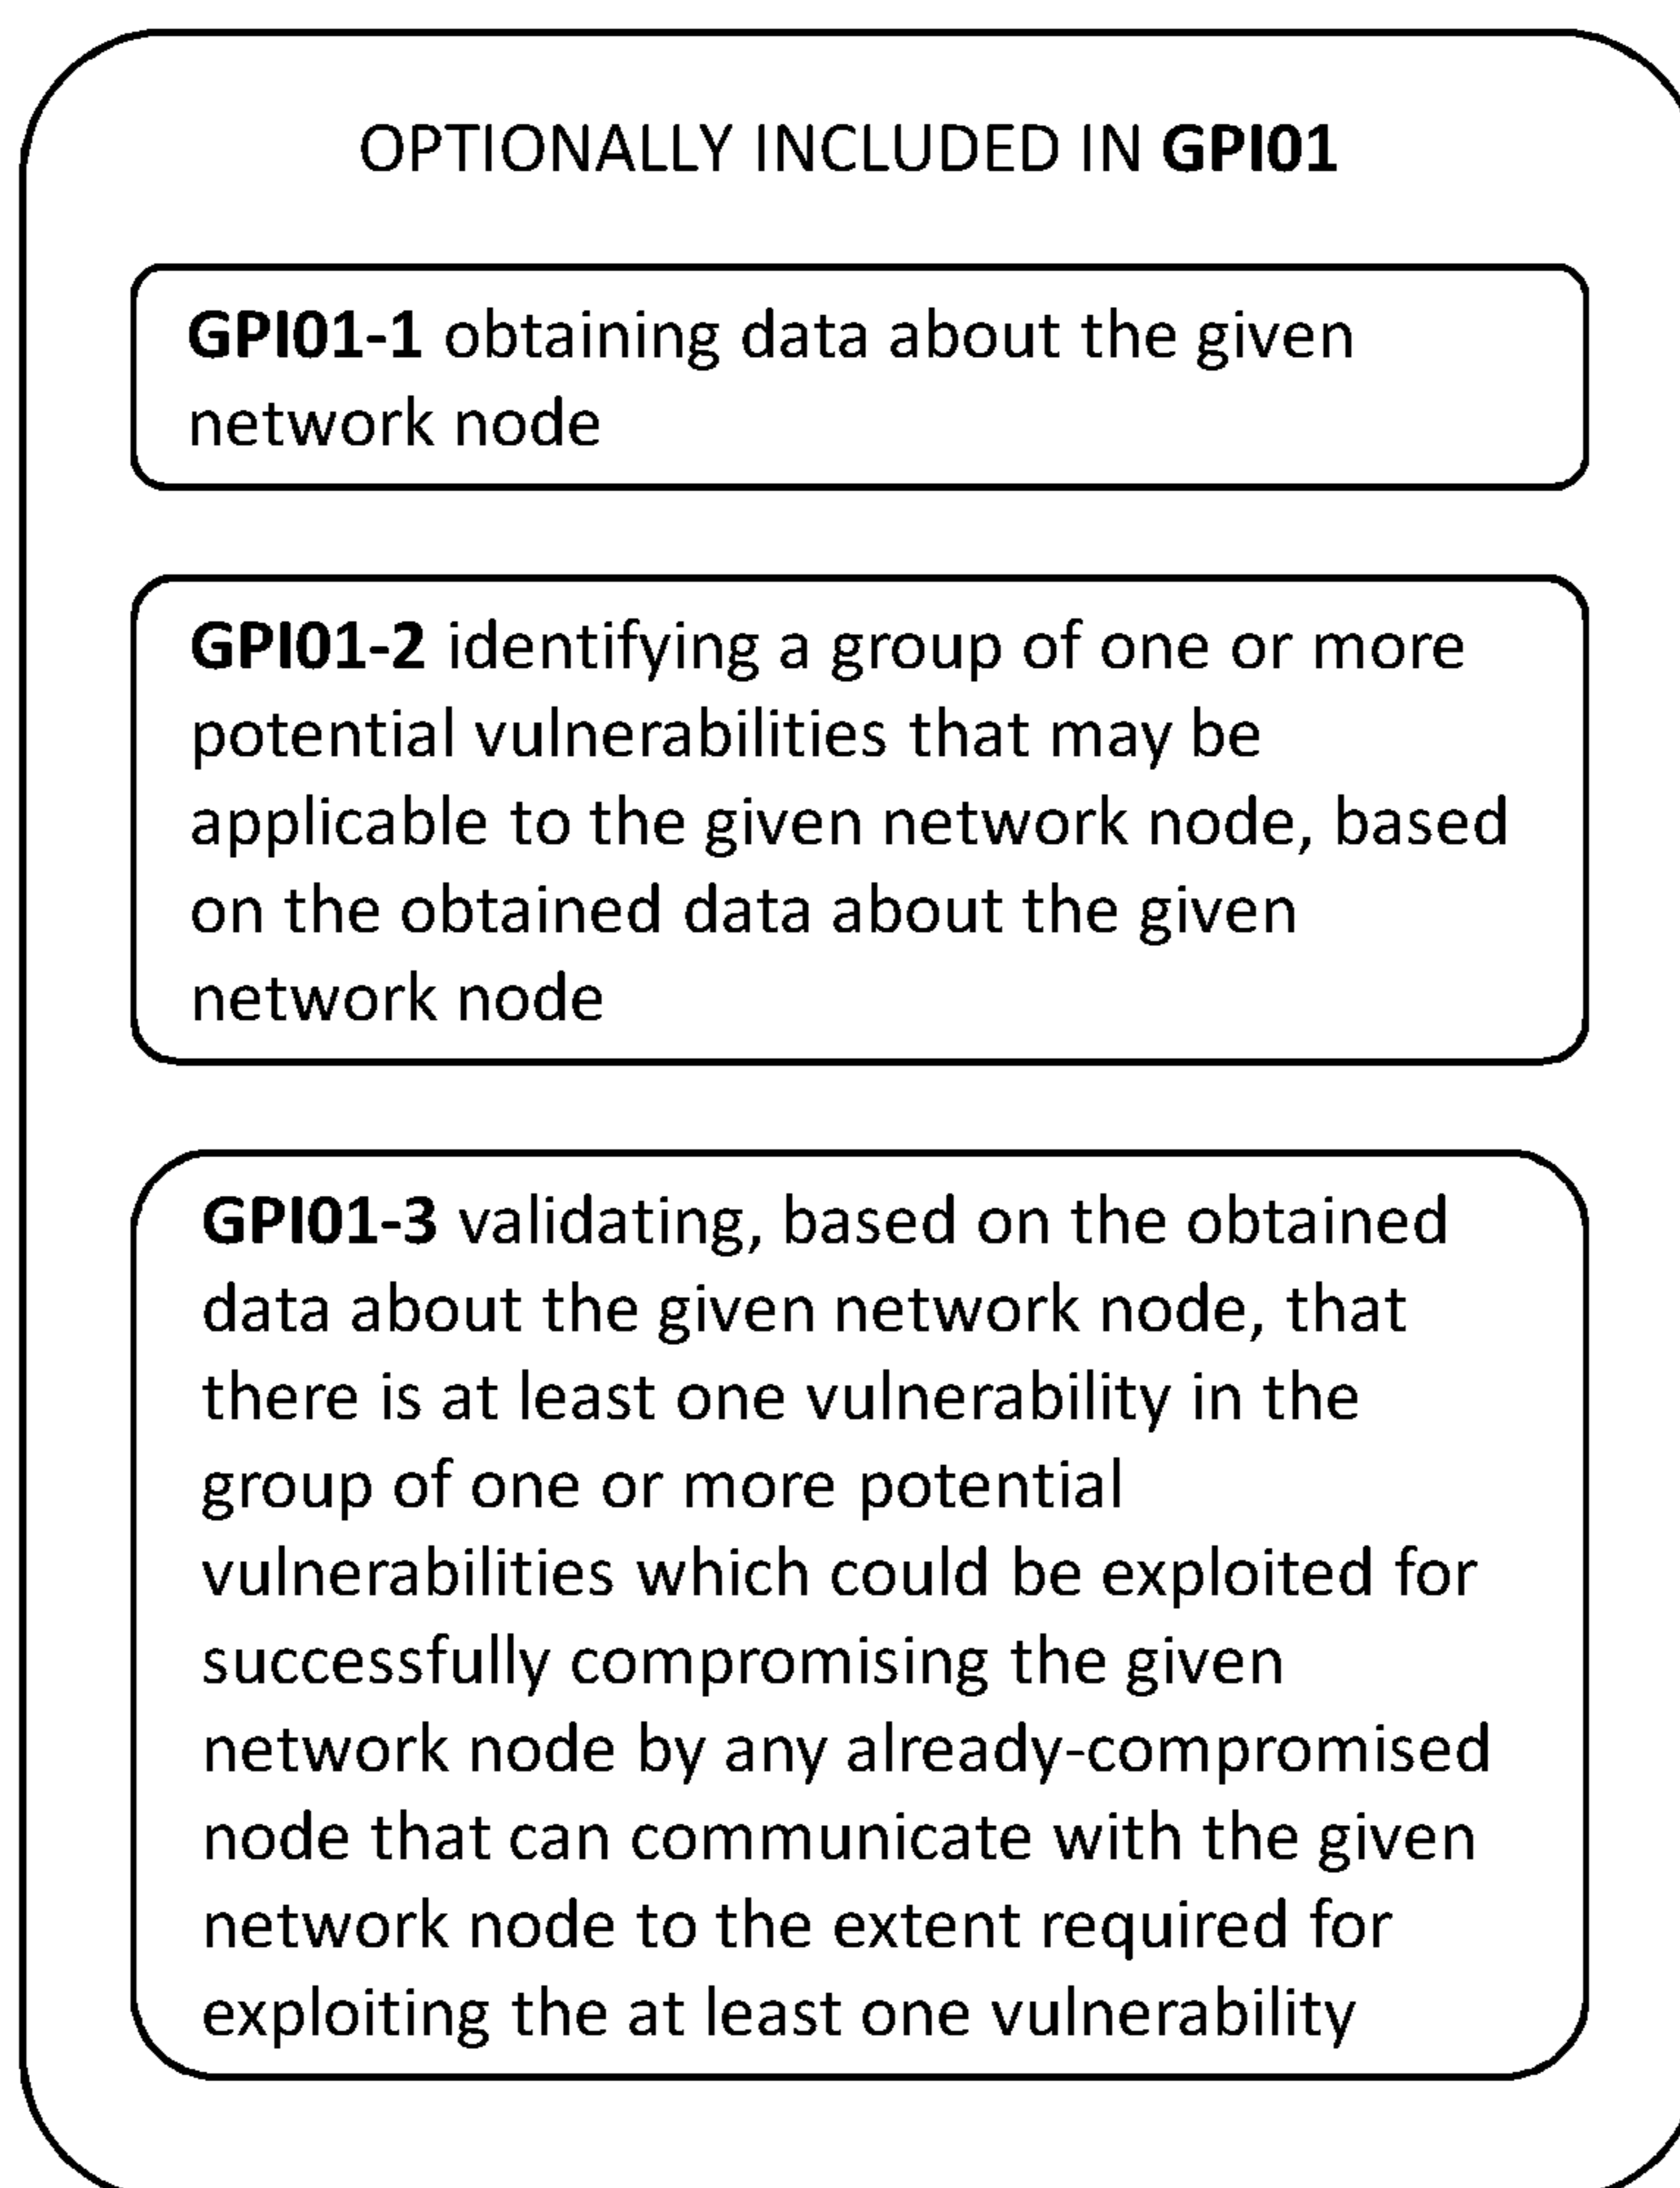 OPTIONALLY INCLUDED IN GPI01
GPI01-1 obtaining data about the given
network node
GPI01-2 identifying a group of one or more
potential vulnerabilities that may be
applicable to the given network node, based
on the obtained data about the given
network node
GPI01-3 validating, based on the obtained
data about the given network node, that
there is at least one vulnerability in the
group of one or more potential
vulnerabilities which could be exploited for
successfully compromising the given
network node by any already-compromised
node that can communicate with the given
network node to the extent required for
exploiting the at least one vulnerability